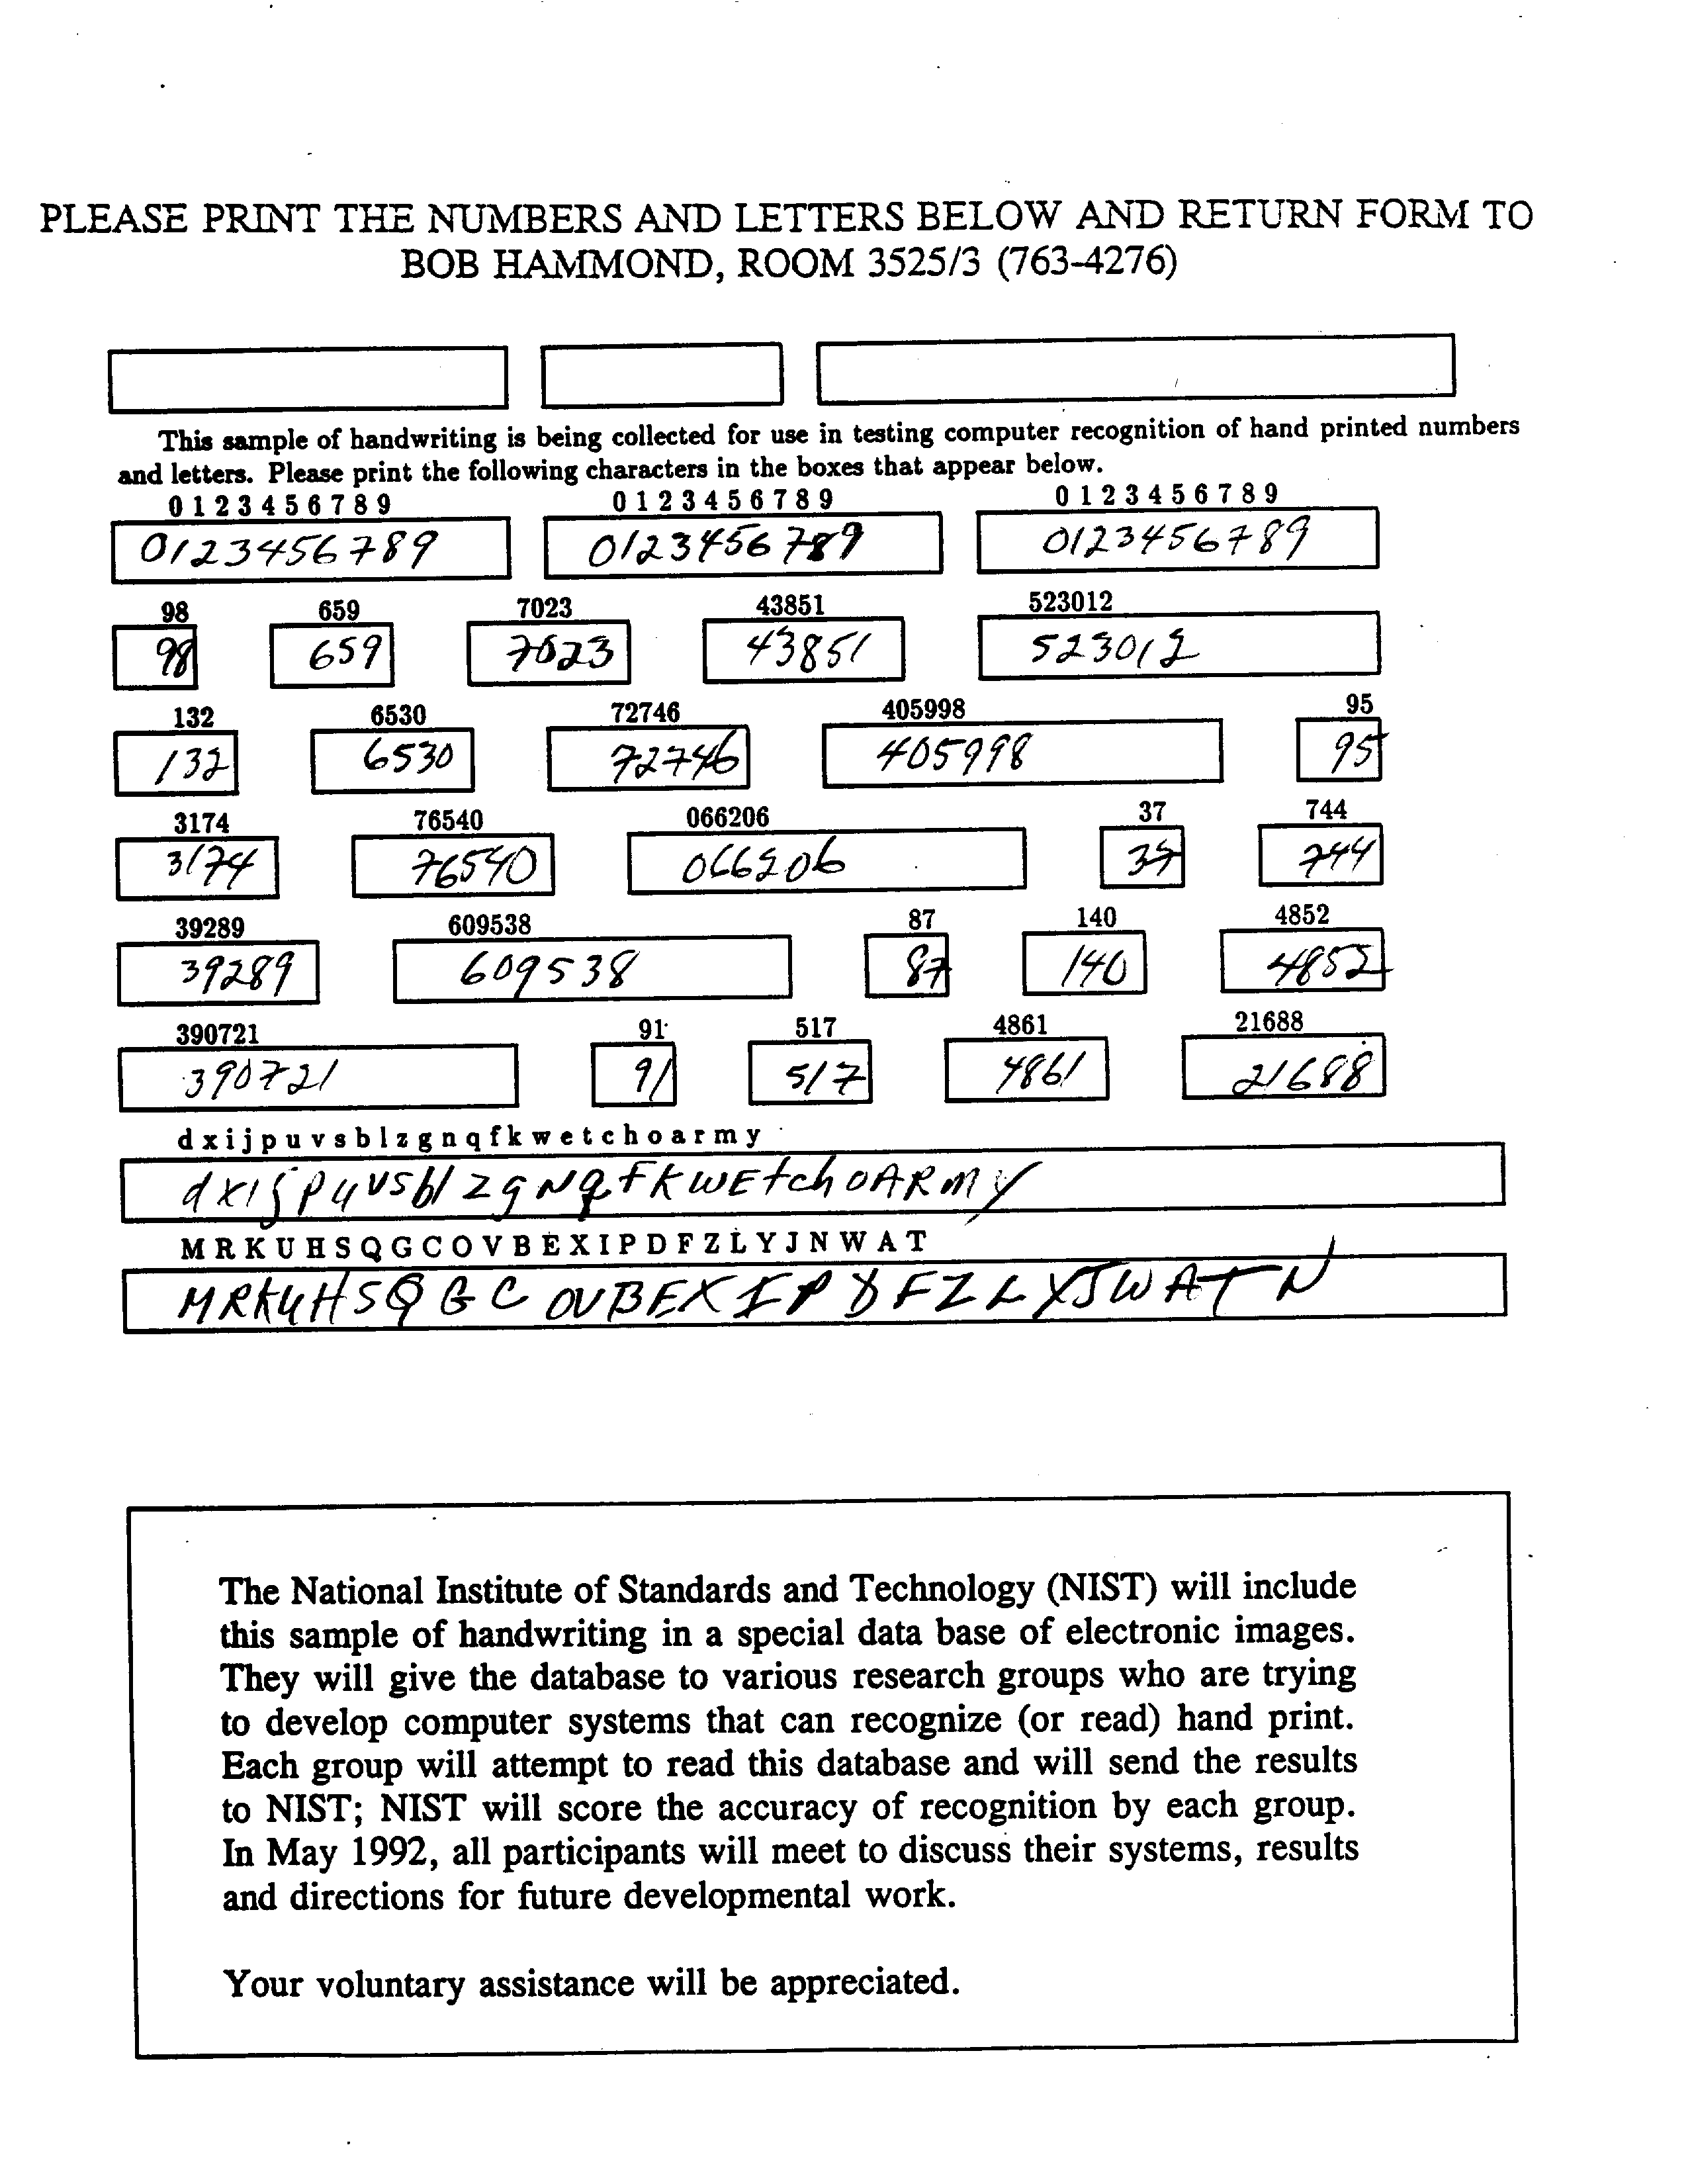 PLEASE PRINT THE NUMBERS AND LETTERS BELOW AND RETURN FORM TO
BOB HAMMOND, ROOM 3525/3 (763-4276)
This sample of handwriting is being collected for use in testing computer recognition of hand printed numbers
and letters. Please print the following characters in the boxes that appear below.
0 1 2 3 4 5 6 7 8 9 0 1 2 3 4 5 6 7 8 9 0 1 2 3 4 5 6 7 8 9
0123456789 0123456789 0123456789
98 659 7023 43851 523012
98 659 7023 43851 523012
132 6530 72746 405998 95
132 6530 72746 405998 95
3174 76540 066206 37 744
3174 76540 066206 37 744
39289 609538 87 140 4852
39289 609538 87 140 4852
390721 91 517 4861 21688
390721 91 517 4861 21688
d x i j p u v s b l z g n q f k w e t c h o a r m y
dxijpuvsblzgNqfkwEtchoARmy
M R K U H S Q G C O V B E X I P D F Z L Y J N W A T
MRKUHSQGCOVBEXIPDFZLYJWATN
The National Institute of Standards and Technology (NIST) will include
this sample of handwriting in a special data base of electronic images.
They will give the database to various research groups who are trying
to develop computer systems that can recognize (or read) hand print.
Each group will attempt to read this database and will send the results
to NIST; NIST will score the accuracy of recognition by each group.
In May 1992, all participants will meet to discuss their systems, results
and directions for future developmental work.
Your voluntary assistance will be appreciated.